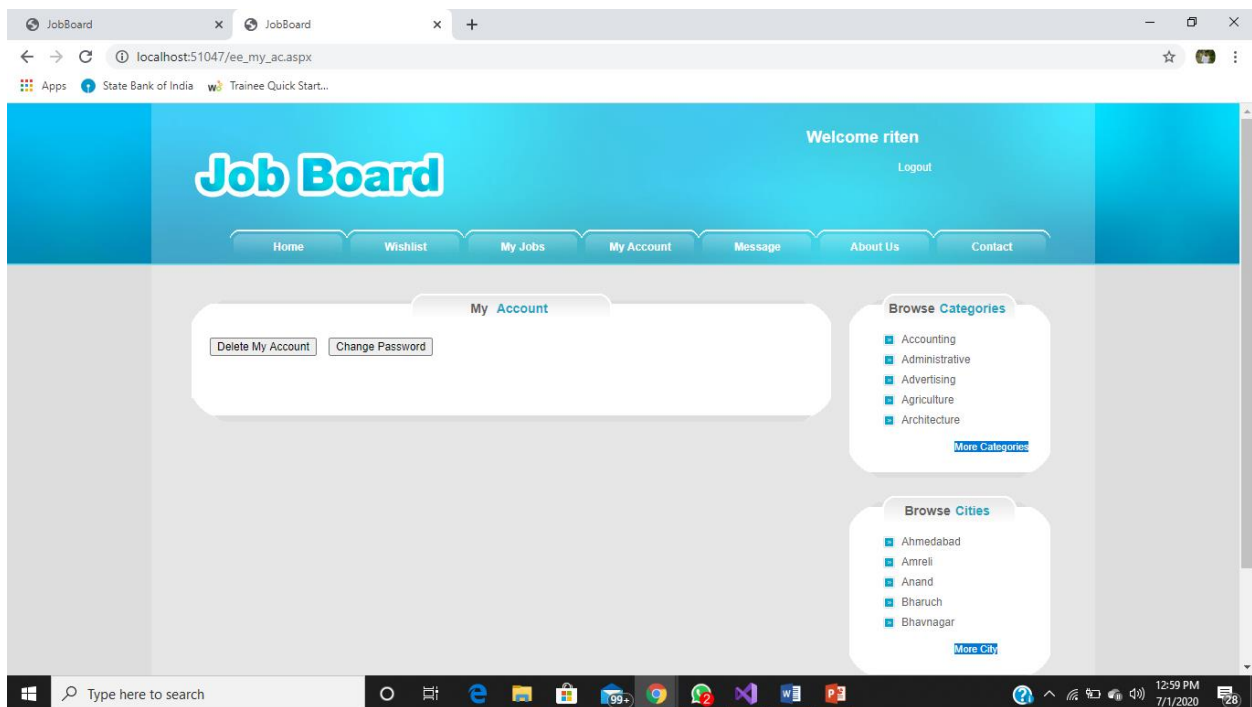 JobBoard
JobBoard
localhost:51047/ee_my_ac.aspx
Apps State Bank of India Trainee Quick Start...
Job Board
Welcome riten
Logout
Home Wishlist My Jobs My Account Message About Us Contact
My Account
Delete My Account Change Password
Browse Categories
Accounting
Administrative
Advertising
Agriculture
Architecture
More Categories
Browse Cities
Ahmedabad
Amreli
Anand
Bharuch
Bhavnagar
More City
Type here to search
99+
2
12:59 PM
7/1/2020
28